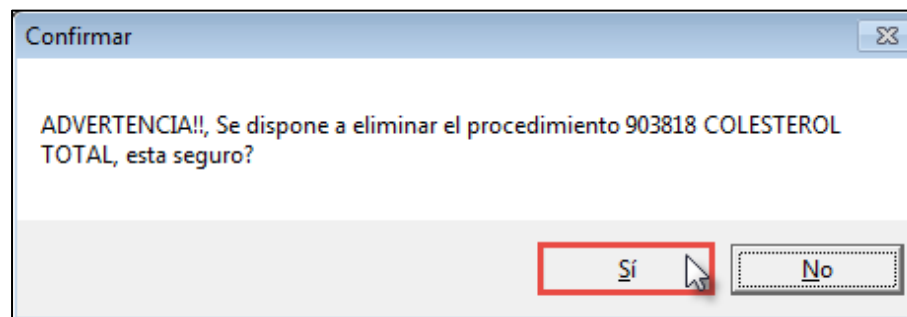 Confirmar
ADVERTENCIA!!, Se dispone a eliminar el procedimiento 903818 COLESTEROL
TOTAL, esta seguro?
Sí
No